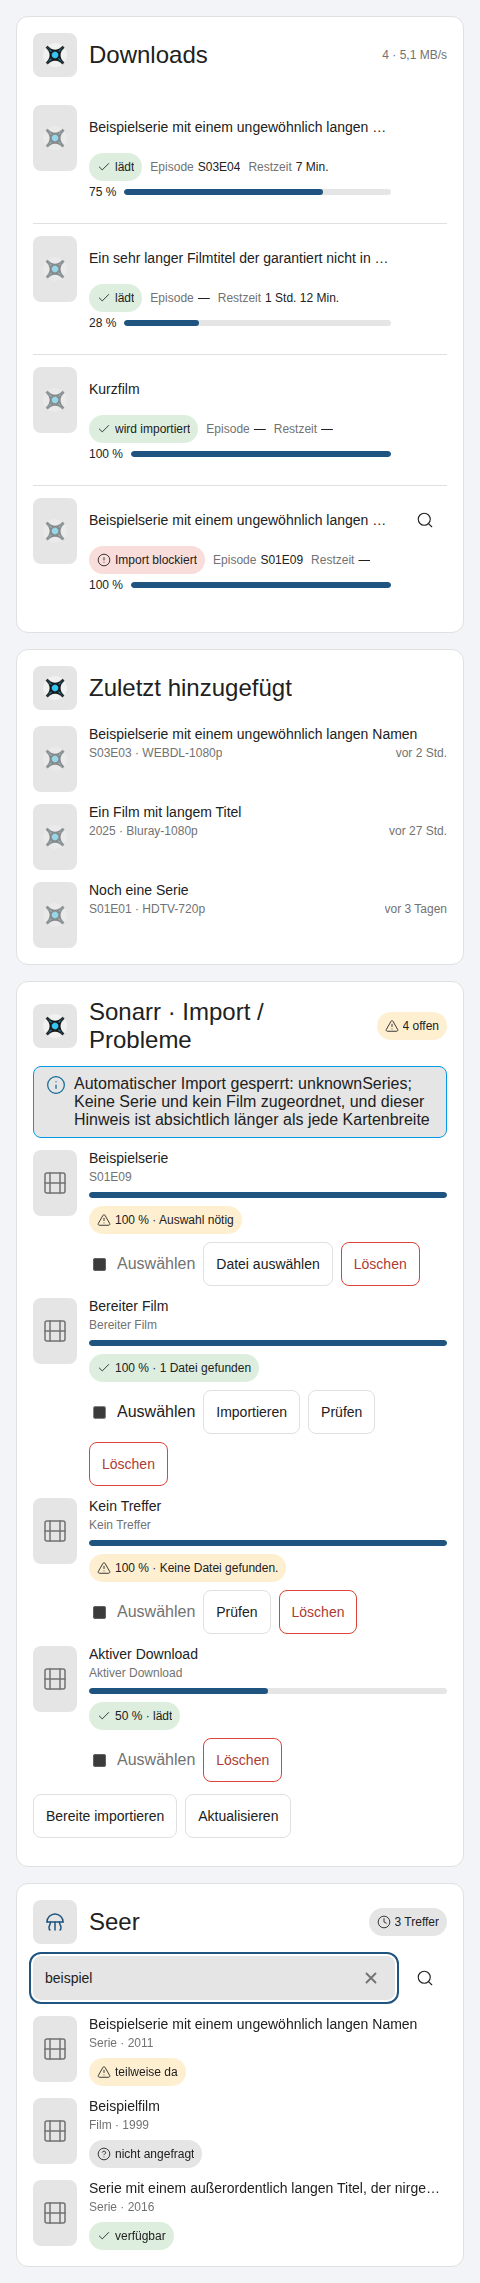 Downloads
4 · 5,1 MB/s
Beispielserie mit einem ungewöhnlich langen …
lädt Episode S03E04 Restzeit 7 Min.
75 %
Ein sehr langer Filmtitel der garantiert nicht in …
lädt Episode — Restzeit 1 Std. 12 Min.
28 %
Kurzfilm
wird importiert Episode — Restzeit —
100 %
Beispielserie mit einem ungewöhnlich langen …
Import blockiert Episode S01E09 Restzeit —
100 %
Zuletzt hinzugefügt
Beispielserie mit einem ungewöhnlich langen Namen
S03E03 · WEBDL-1080p vor 2 Std.
Ein Film mit langem Titel
2025 · Bluray-1080p vor 27 Std.
Noch eine Serie
S01E01 · HDTV-720p vor 3 Tagen
Sonarr · Import /
Probleme
4 offen
Automatischer Import gesperrt: unknownSeries;
Keine Serie und kein Film zugeordnet, und dieser
Hinweis ist absichtlich länger als jede Kartenbreite
Beispielserie
S01E09
100 % · Auswahl nötig
Auswählen Datei auswählen Löschen
Bereiter Film
Bereiter Film
100 % · 1 Datei gefunden
Auswählen Importieren Prüfen
Löschen
Kein Treffer
Kein Treffer
100 % · Keine Datei gefunden.
Auswählen Prüfen Löschen
Aktiver Download
Aktiver Download
50 % · lädt
Auswählen Löschen
Bereite importieren Aktualisieren
Seer
3 Treffer
beispiel
Beispielserie mit einem ungewöhnlich langen Namen
Serie · 2011
teilweise da
Beispielfilm
Film · 1999
nicht angefragt
Serie mit einem außerordentlich langen Titel, der nirge…
Serie · 2016
verfügbar